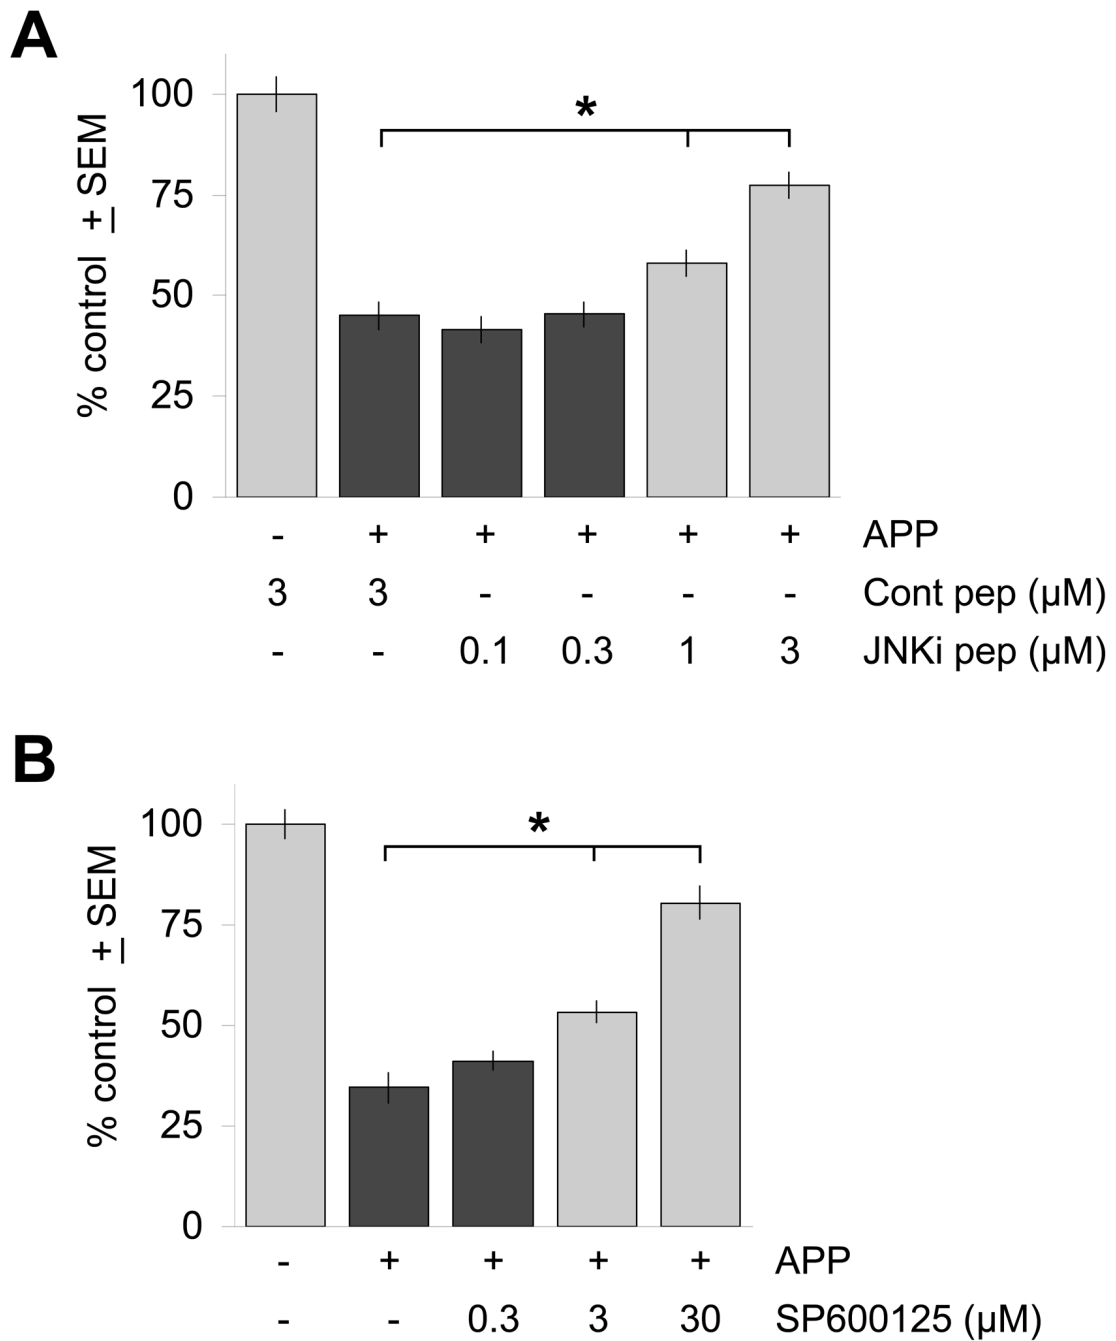 A
% control ± SEM
100
75
50
25
0
*
- + + + + + APP
3 3 - - - - Cont pep (µM)
- - 0.1 0.3 1 3 JNKi pep (µM)
B
% control ± SEM
100
75
50
25
0
*
- + + + + APP
- - 0.3 3 30 SP600125 (µM)